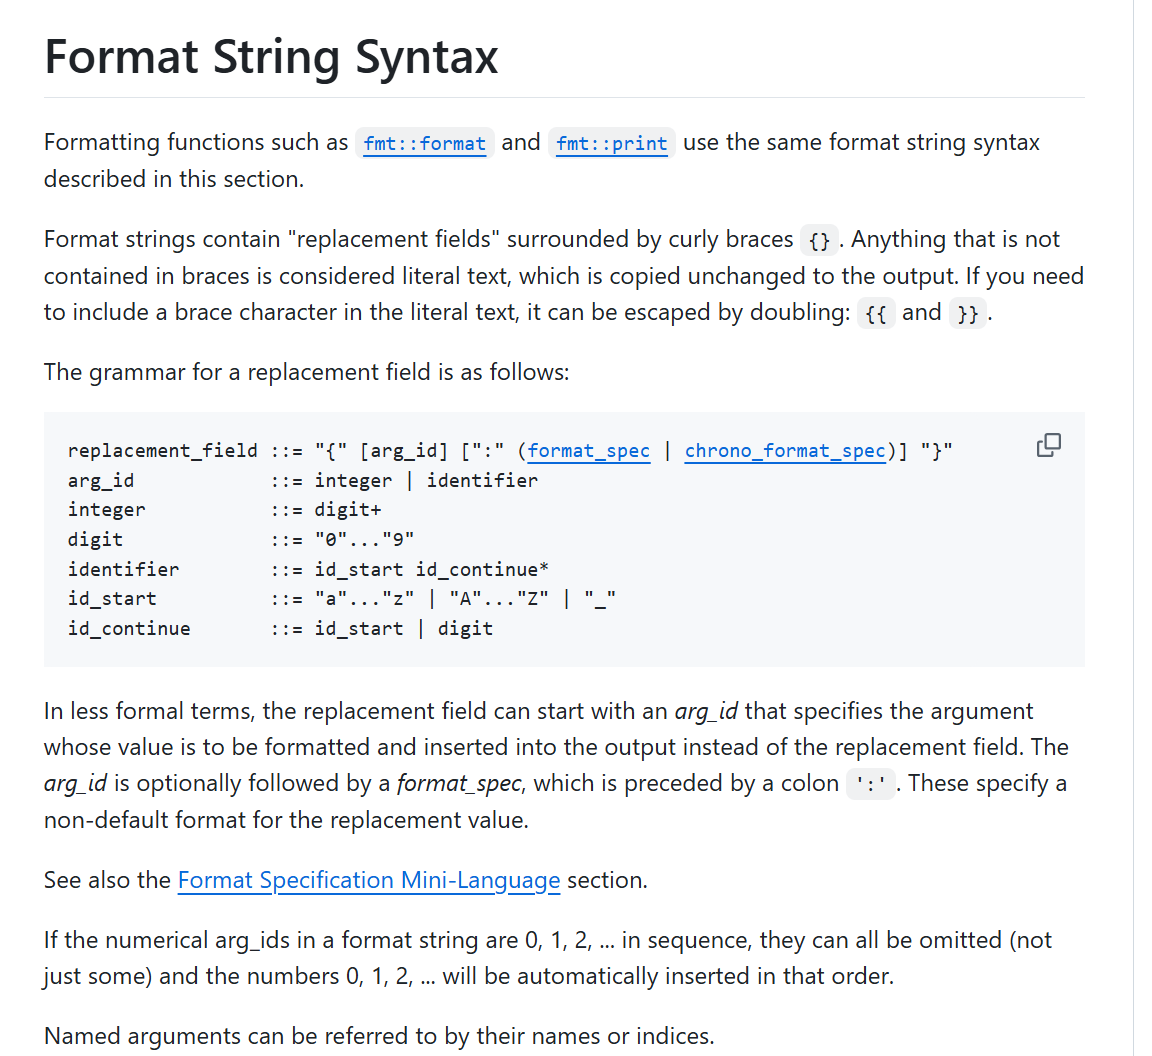 Format String Syntax
Formatting functions such as fmt::format and fmt::print use the same format string syntax
described in this section.
Format strings contain "replacement fields" surrounded by curly braces {}. Anything that is not
contained in braces is considered literal text, which is copied unchanged to the output. If you need
to include a brace character in the literal text, it can be escaped by doubling: {{ and }}.
The grammar for a replacement field is as follows:
replacement_field ::= "{" [arg_id] [":" (format_spec | chrono_format_spec)] "}"
arg_id            ::= integer | identifier
integer           ::= digit+
digit             ::= "0"..."9"
identifier        ::= id_start id_continue*
id_start          ::= "a"..."z" | "A"..."Z" | "_"
id_continue       ::= id_start | digit
In less formal terms, the replacement field can start with an arg_id that specifies the argument
whose value is to be formatted and inserted into the output instead of the replacement field. The
arg_id is optionally followed by a format_spec, which is preceded by a colon ':'. These specify a
non-default format for the replacement value.
See also the Format Specification Mini-Language section.
If the numerical arg_ids in a format string are 0, 1, 2, ... in sequence, they can all be omitted (not
just some) and the numbers 0, 1, 2, ... will be automatically inserted in that order.
Named arguments can be referred to by their names or indices.